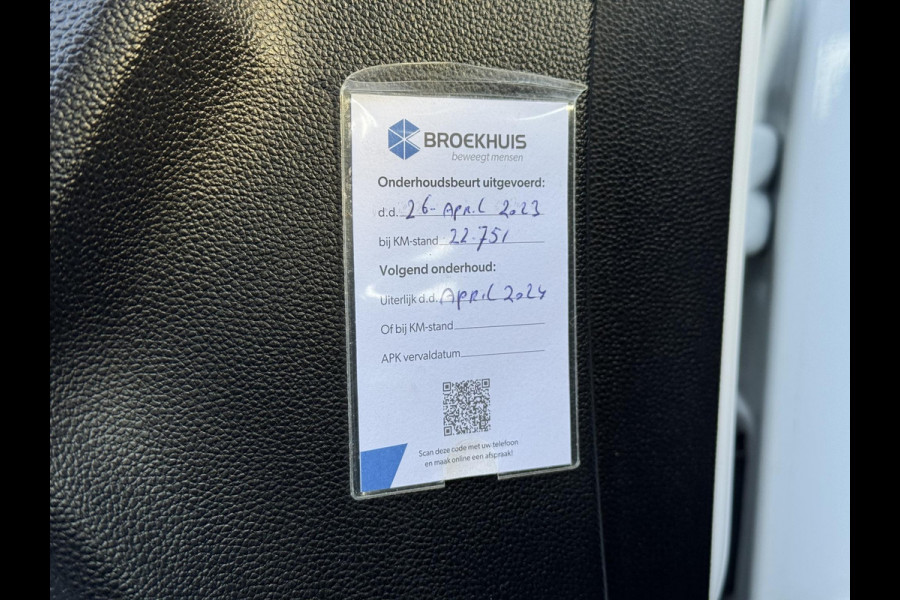 BROEKHUIS
beweegt mensen
Onderhoudsbeurt uitgevoerd:
d.d. 26-April 2023
bij KM-stand 22.751
Volgend onderhoud:
Uiterlijk d.d. April 2024
Of bij KM-stand
APK vervaldatum
Scan deze code met uw telefoon
en maak online een afspraak!